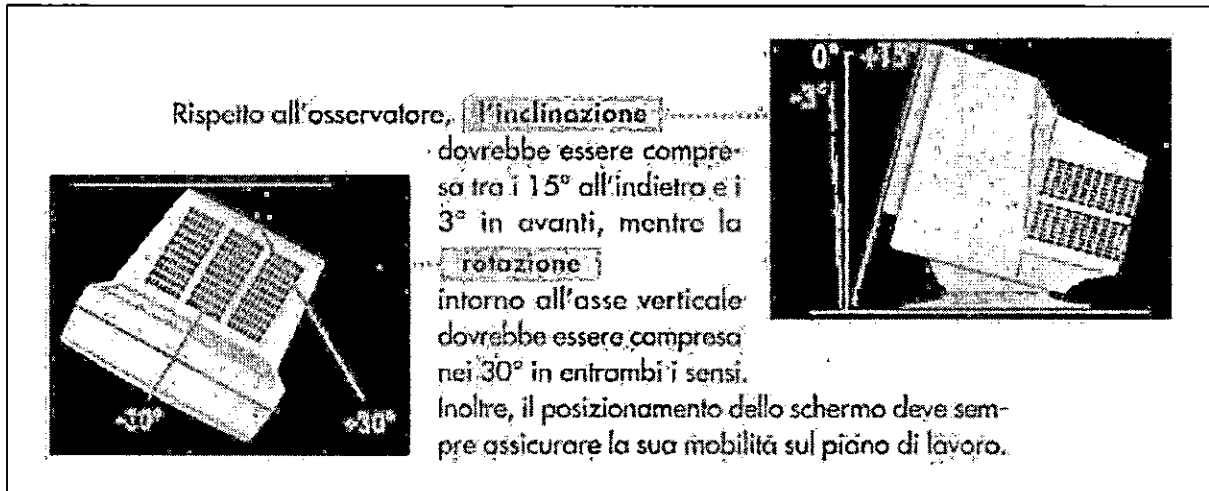 0° +15°
-3°
Rispetto all'osservatore, l'inclinazione
dovrebbe essere compre-
sa tra i 15° all'indietro e i
3° in avanti, mentre la
rotazione
intorno all'asse verticale
dovrebbe essere compresa
nei 30° in entrambi i sensi.
Inoltre, il posizionamento dello schermo deve sem-
pre assicurare la sua mobilitá sul piano di lavoro.
+30°